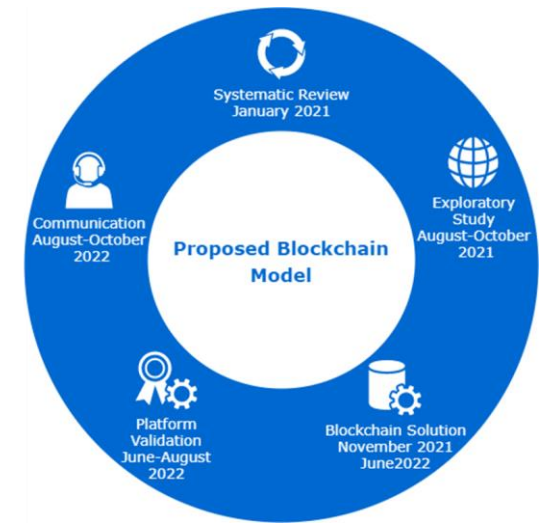 Systematic Review
January 2021
Exploratory
Study
August-October
2021
Blockchain Solution
November 2021
June2022
Platform
Validation
June-August
2022
Communication
August-October
2022
Proposed Blockchain
Model